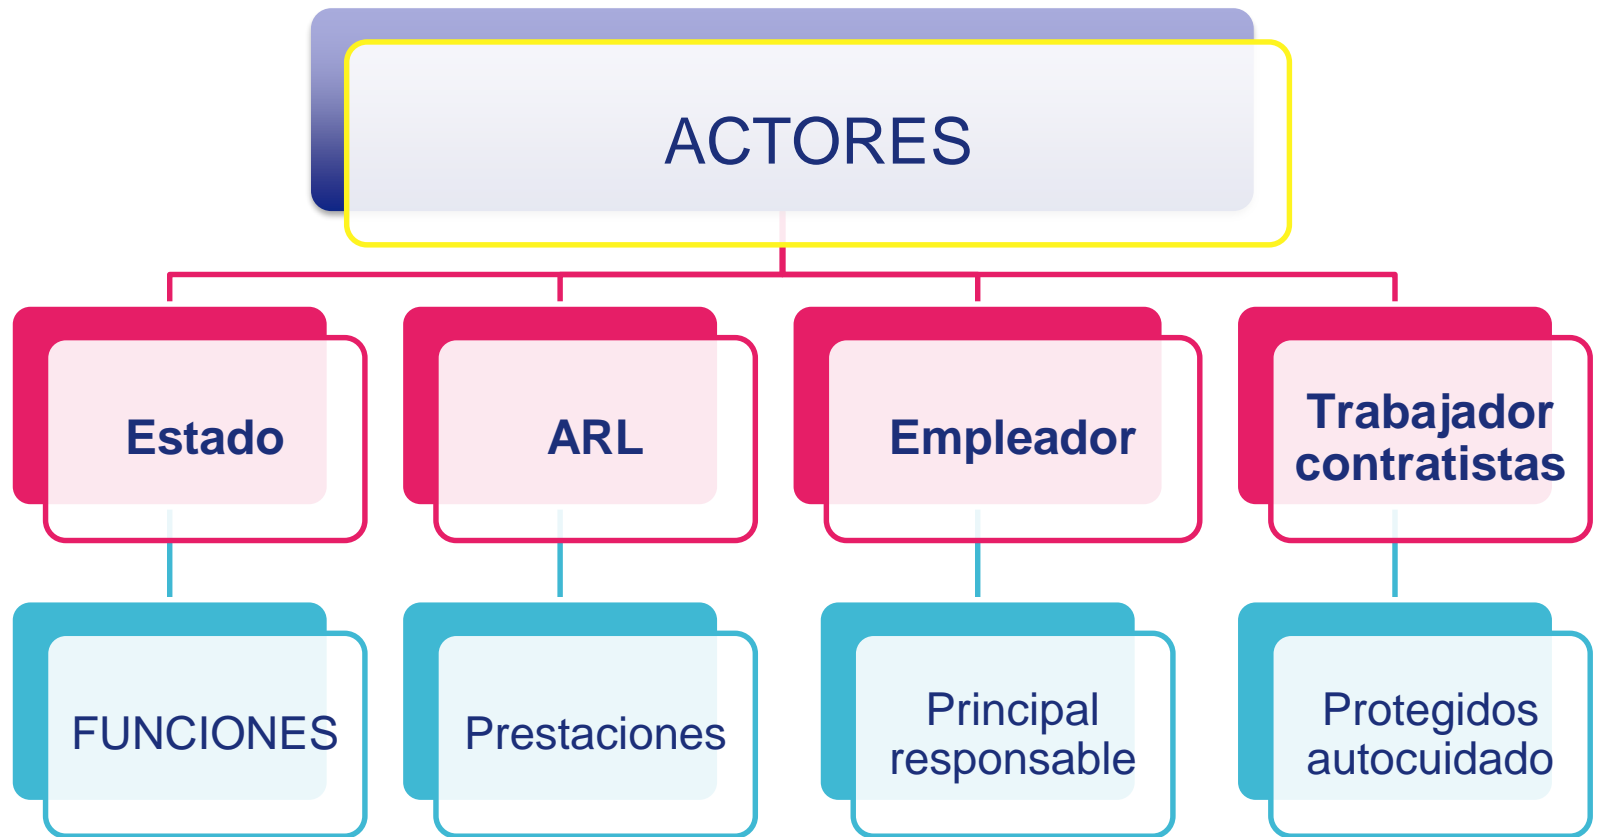 ACTORES
Estado
ARL
Empleador
Trabajador
contratistas
FUNCIONES
Prestaciones
Principal
responsable
Protegidos
autocuidado